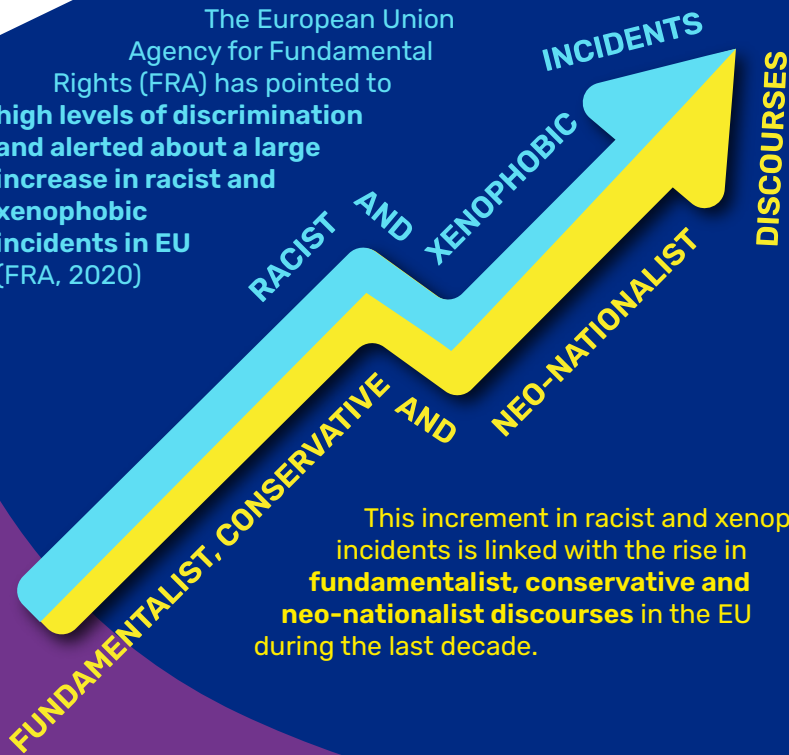 The European Union
Agency for Fundamental
Rights (FRA) has pointed to
high levels of discrimination
and alerted about a large
increase in racist and
xenophobic
incidents in EU
(FRA, 2020)
RACIST AND XENOPHOBIC INCIDENTS
FUNDAMENTALIST, CONSERVATIVE AND NEO-NATIONALIST DISCOURSES
This increment in racist and xenop
incidents is linked with the rise in
fundamentalist, conservative and
neo-nationalist discourses in the EU
during the last decade.